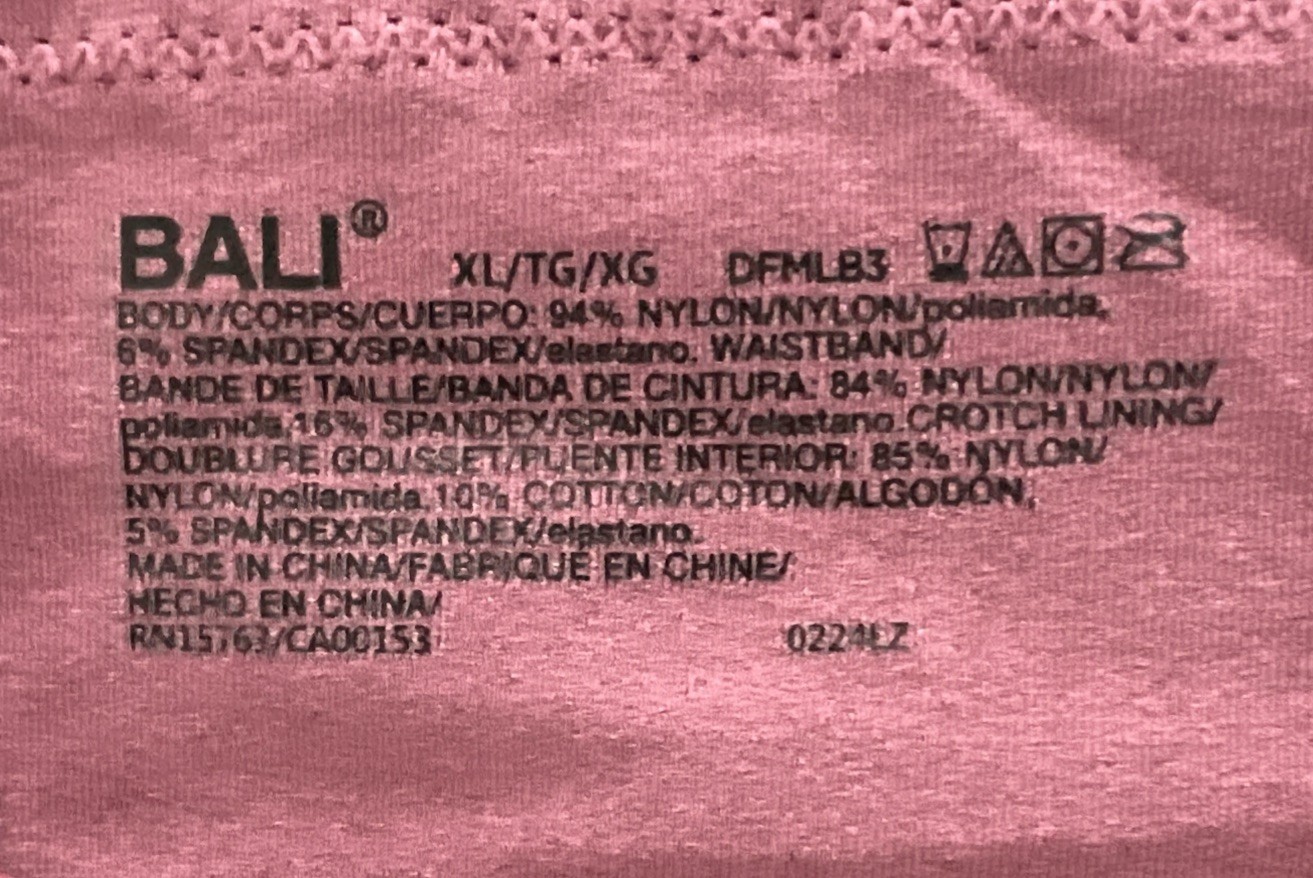 BALI® XL/TG/XG DFMLB3
BODY/CORPS/CUERPO: 94% NYLON/NYLON/poliamida,
6% SPANDEX/SPANDEX/elastano. WAISTBAND/
BANDE DE TAILLE/BANDA DE CINTURA: 84% NYLON/NYLON/
poliamida,16% SPANDEX/SPANDEX/elastano.CROTCH LINING/
DOUBLURE GOUSSET/PUENTE INTERIOR: 85% NYLON/
NYLON/poliamida, 10% COTTON/COTON/ALGODÓN,
5% SPANDEX/SPANDEX/elastano.
MADE IN CHINA/FABRIQUÉ EN CHINE/
HECHO EN CHINA/
RN15763/CA00153